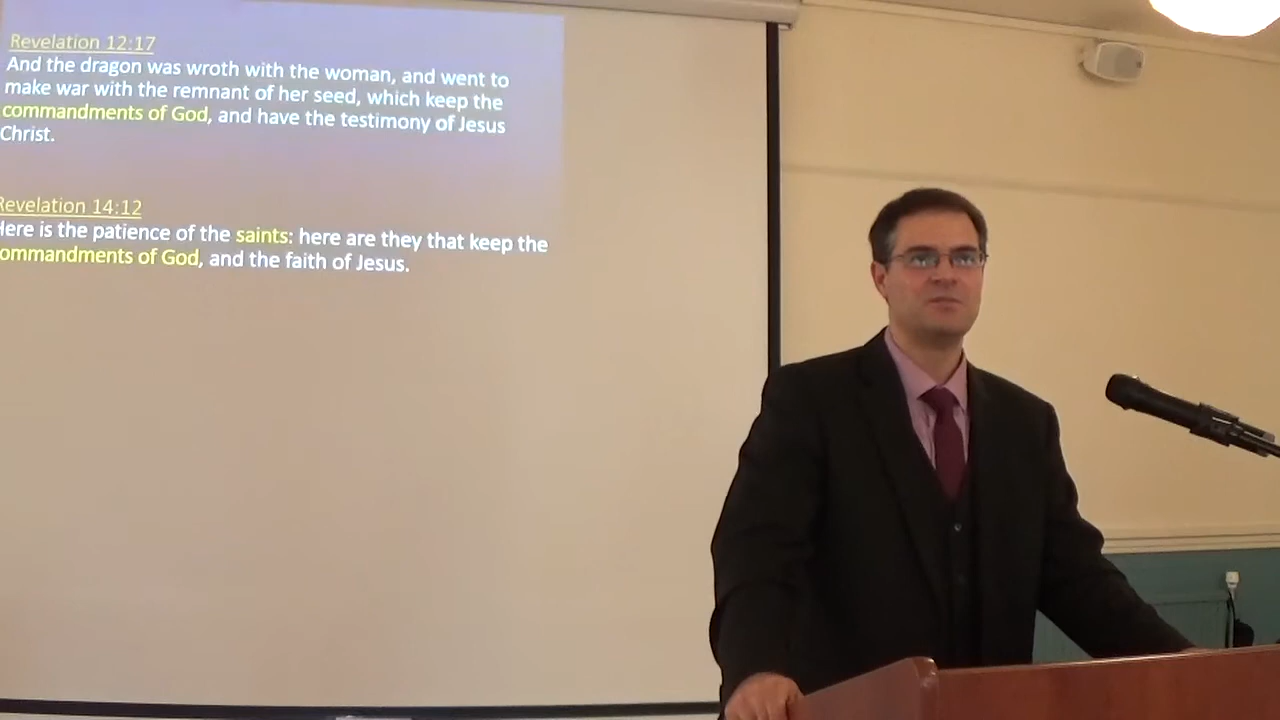 Revelation 12:17
And the dragon was wroth with the woman, and went to
make war with the remnant of her seed, which keep the
commandments of God, and have the testimony of Jesus
Christ.
Revelation 14:12
Here is the patience of the saints: here are they that keep the
ommandments of God, and the faith of Jesus.